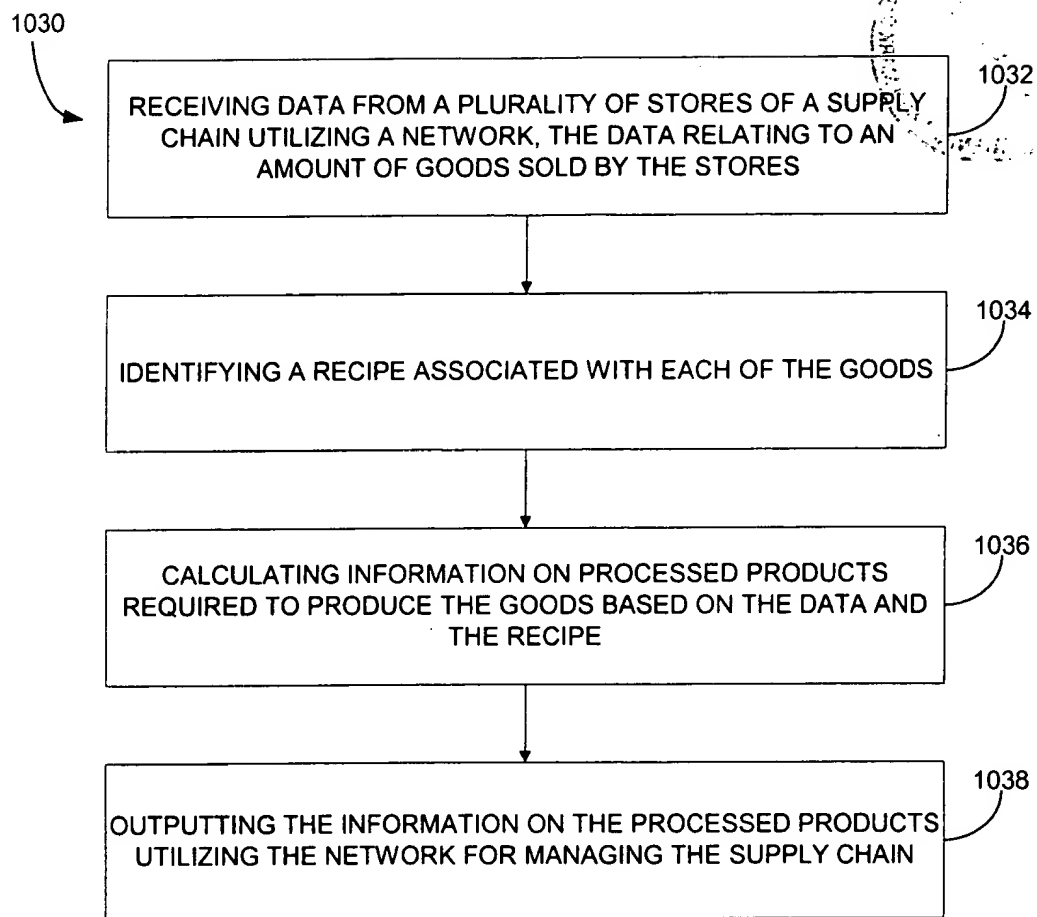 1030
1032
RECEIVING DATA FROM A PLURALITY OF STORES OF A SUPPLY
CHAIN UTILIZING A NETWORK, THE DATA RELATING TO AN
AMOUNT OF GOODS SOLD BY THE STORES
1034
IDENTIFYING A RECIPE ASSOCIATED WITH EACH OF THE GOODS
1036
CALCULATING INFORMATION ON PROCESSED PRODUCTS
REQUIRED TO PRODUCE THE GOODS BASED ON THE DATA AND
THE RECIPE
1038
OUTPUTTING THE INFORMATION ON THE PROCESSED PRODUCTS
UTILIZING THE NETWORK FOR MANAGING THE SUPPLY CHAIN